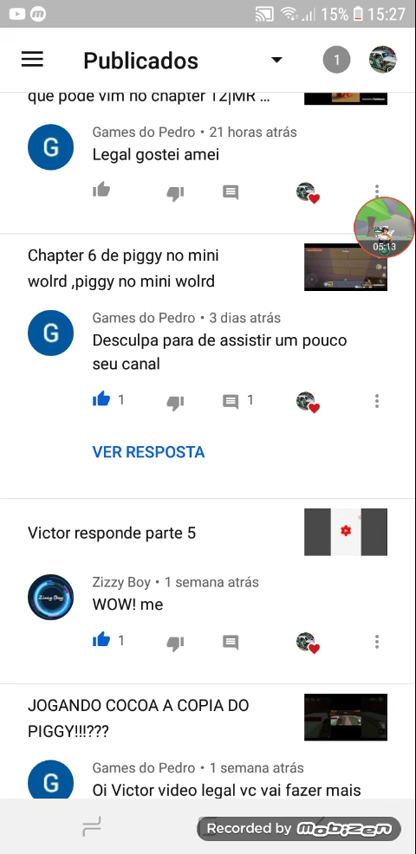 15% 15:27
Publicados
1
que pode vim no chapter 12|MR ...
G
Games do Pedro • 21 horas atrás
Legal gostei amei
05:13
Chapter 6 de piggy no mini
wolrd ,piggy no mini wolrd
G
Games do Pedro • 3 dias atrás
Desculpa para de assistir um pouco
seu canal
1
1
VER RESPOSTA
Victor responde parte 5
Zizzy Boy • 1 semana atrás
WOW! me
1
JOGANDO COCOA A COPIA DO
PIGGY!!!???
G
Games do Pedro • 1 semana atrás
Oi Victor video legal vc vai fazer mais
Recorded by mobizen